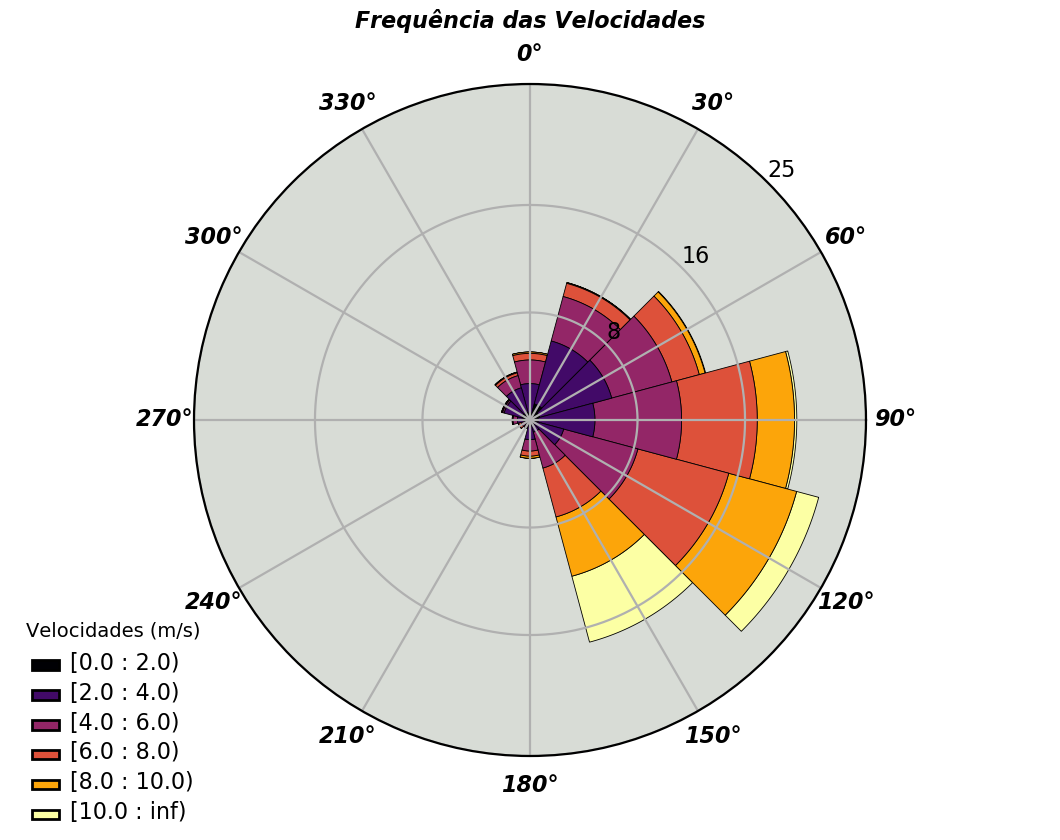 Frequência das Velocidades
0°
330°
30°
25
300°
60°
16
8
270°
90°
240°
120°
210°
150°
180°
Velocidades (m/s)
[0.0 : 2.0)
[2.0 : 4.0)
[4.0 : 6.0)
[6.0 : 8.0)
[8.0 : 10.0)
[10.0 : inf)